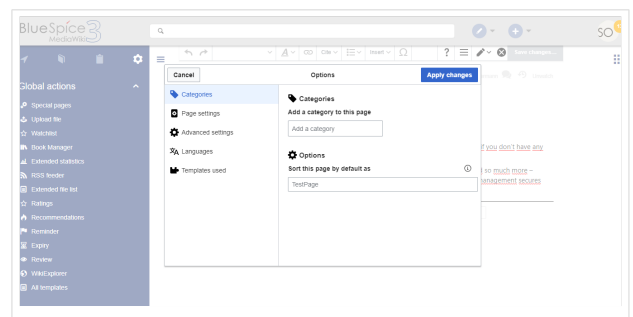 BlueSpice 3
MediaWiki
SO
Cite
Insert
Ω
?
Save changes...
Global actions
Special pages
Upload file
Watchlist
Book Manager
Extended statistics
RSS feeder
Extended file list
Ratings
Recommendations
Reminder
Expiry
Review
WikiExplorer
All templates
Cancel
Options
Apply changes
Categories
Page settings
Advanced settings
Languages
Templates used
Categories
Add a category to this page
Add a category
Options
Sort this page by default as
TestPage
if you don't have any
so much more –
management secures